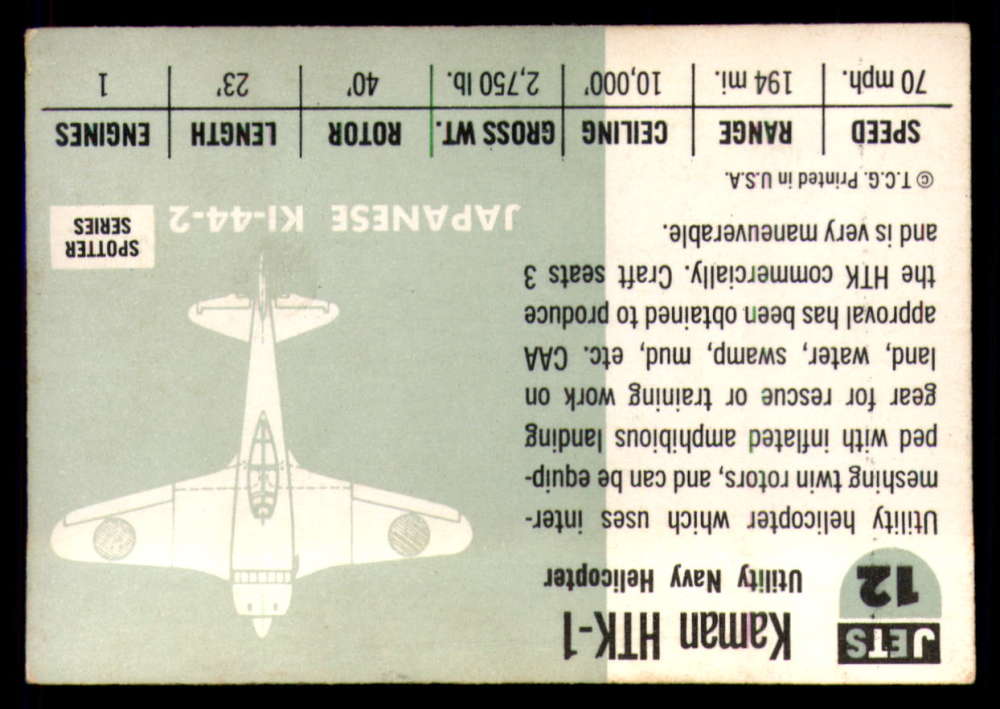 JETS
12
Kaman HTK-1
Utility Navy Helicopter
Utility helicopter which uses inter-
meshing twin rotors, and can be equip-
ped with inflated amphibious landing
gear for rescue or training work on
land, water, swamp, mud, etc. CAA
approval has been obtained to produce
the HTK commercially. Craft seats 3
and is very maneuverable.
© T.C.G. Printed in U.S.A.
JAPANESE KI-44-2
SPOTTER
SERIES
SPEED RANGE CEILING GROSS WT. ROTOR LENGTH ENGINES
70 mph. 194 mi. 10,000' 2,750 lb. 40' 23' 1